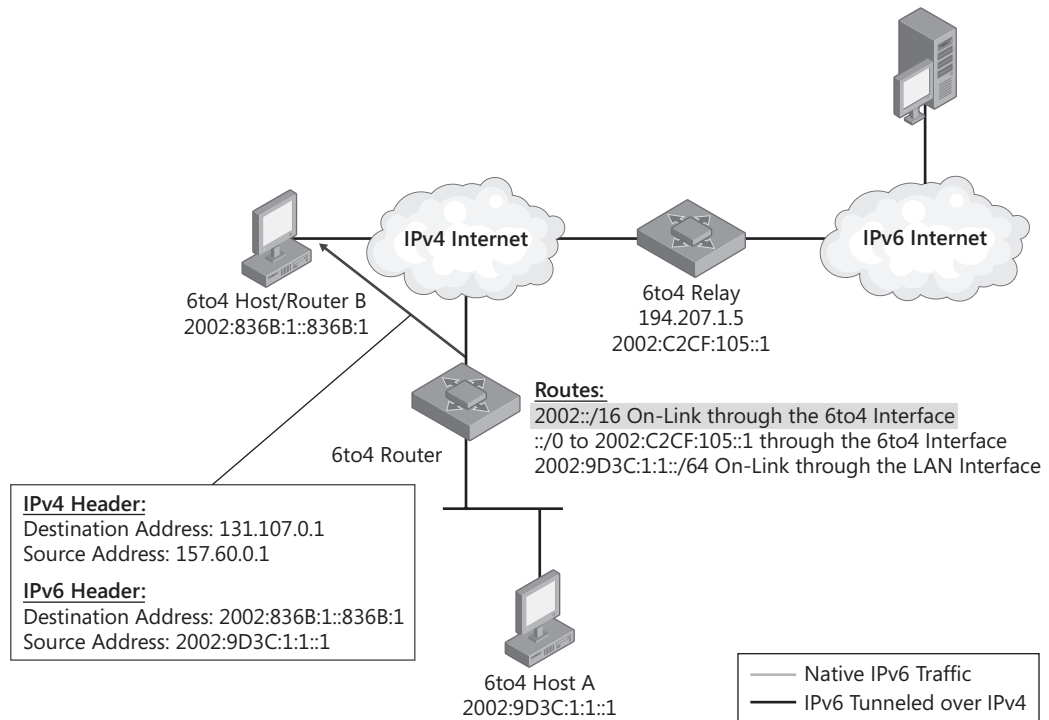 IPv4 Internet
IPv6 Internet
6to4 Host/Router B
2002:836B:1::836B:1
6to4 Relay
194.207.1.5
2002:C2CF:105::1
6to4 Router
Routes:
2002::/16 On-Link through the 6to4 Interface
::/0 to 2002:C2CF:105::1 through the 6to4 Interface
2002:9D3C:1:1::/64 On-Link through the LAN Interface
IPv4 Header:
Destination Address: 131.107.0.1
Source Address: 157.60.0.1
IPv6 Header:
Destination Address: 2002:836B:1::836B:1
Source Address: 2002:9D3C:1:1::1
6to4 Host A
2002:9D3C:1:1::1
Native IPv6 Traffic
IPv6 Tunneled over IPv4